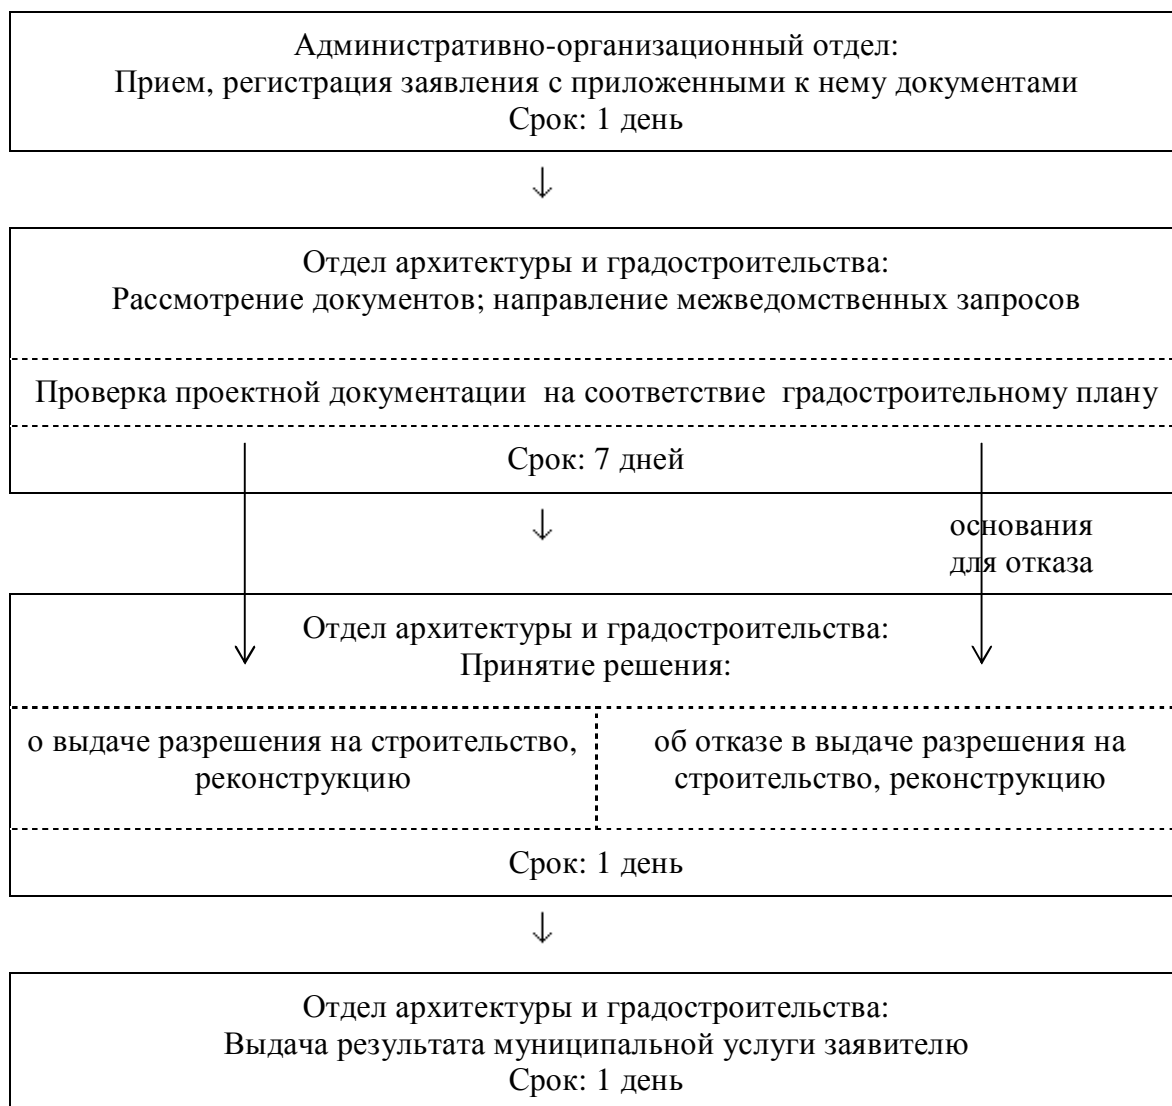 Административно-организационный отдел:
Прием, регистрация заявления с приложенными к нему документами
Срок: 1 день
Отдел архитектуры и градостроительства:
Рассмотрение документов; направление межведомственных запросов
Проверка проектной документации на соответствие градостроительному плану
Срок: 7 дней
основания
для отказа
Отдел архитектуры и градостроительства:
Принятие решения:
о выдаче разрешения на строительство,
реконструкцию
об отказе в выдаче разрешения на
строительство, реконструкцию
Срок: 1 день
Отдел архитектуры и градостроительства:
Выдача результата муниципальной услуги заявителю
Срок: 1 день